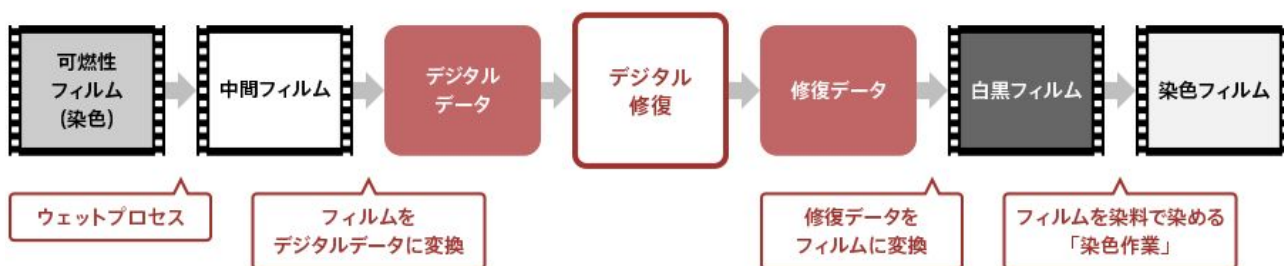 可燃性
フィルム
(染色)
中間フィルム
デジタル
データ
デジタル
修復
修復データ
白黒フィルム
染色フィルム
ウェットプロセス
フィルムを
デジタルデータに変換
修復データを
フィルムに変換
フィルムを染料で染める
「染色作業」